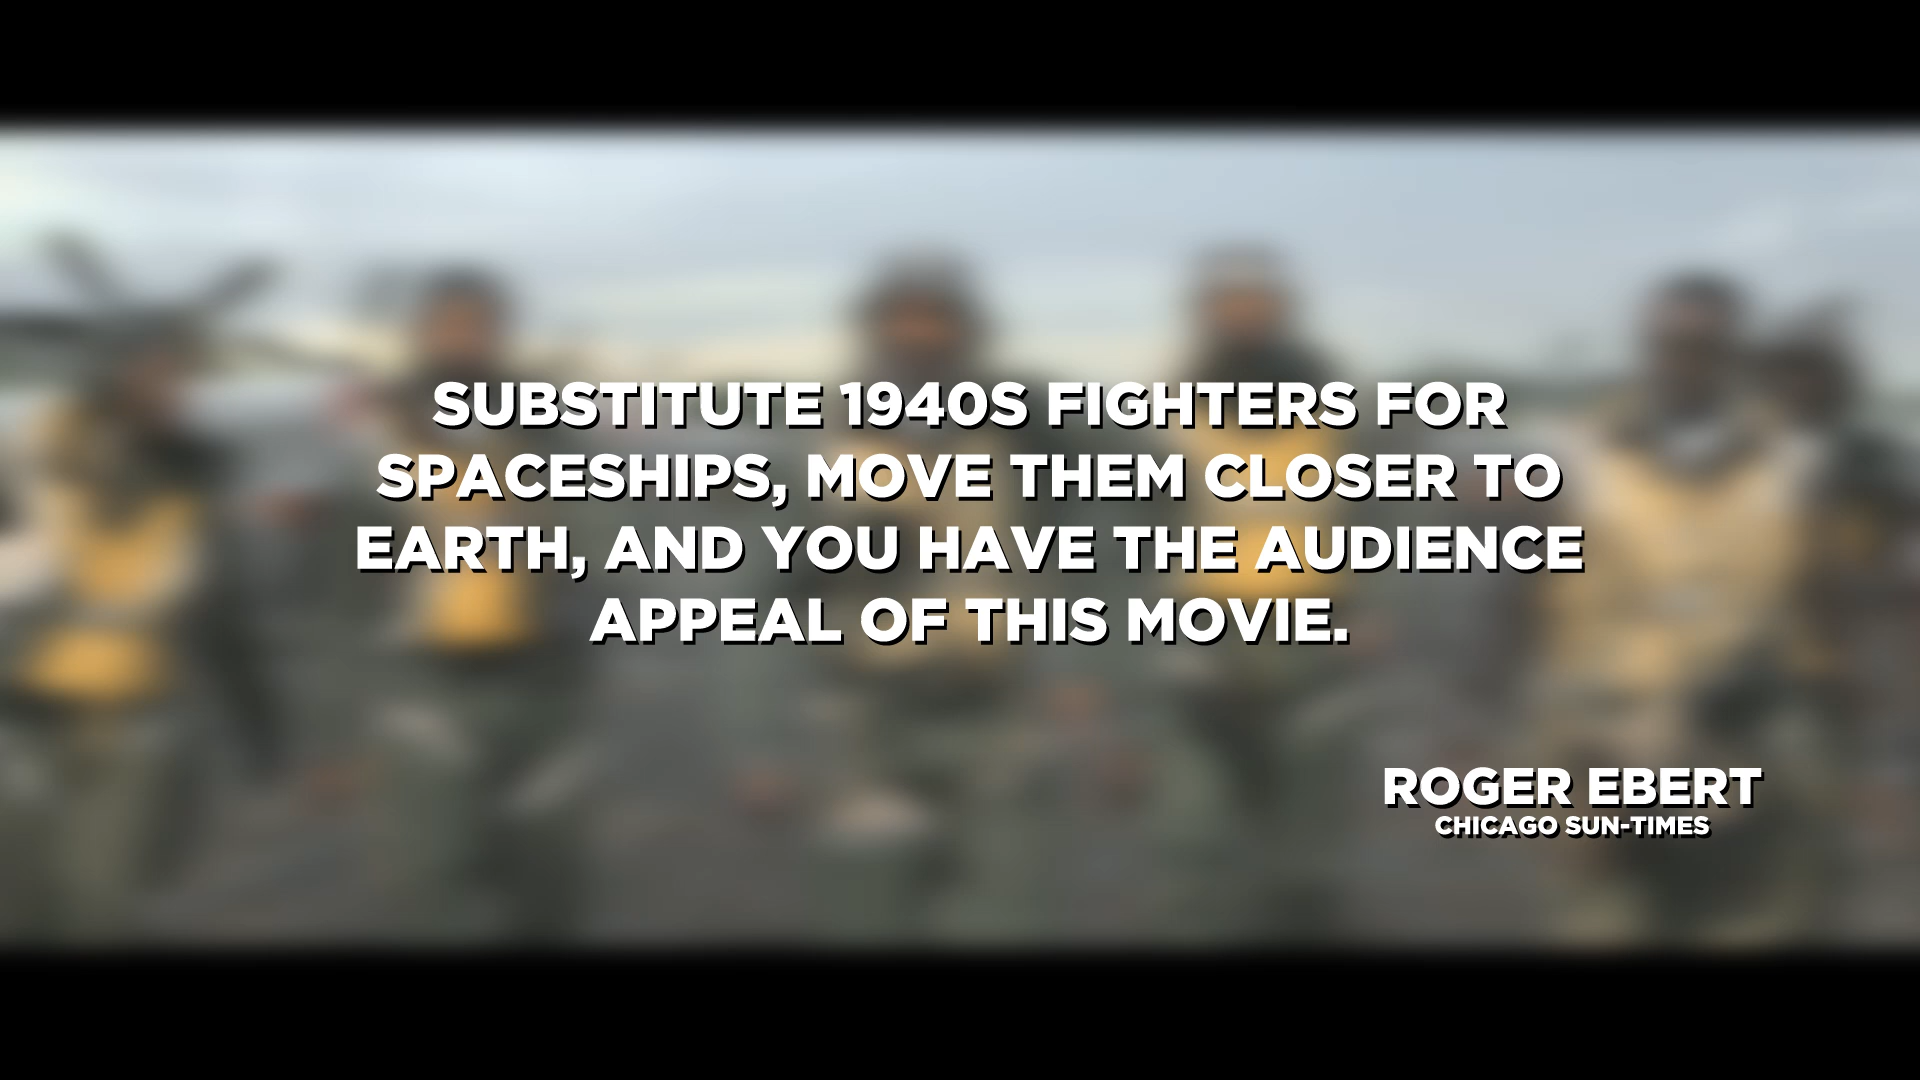 SUBSTITUTE 1940S FIGHTERS FOR
SPACESHIPS, MOVE THEM CLOSER TO
EARTH, AND YOU HAVE THE AUDIENCE
APPEAL OF THIS MOVIE.
ROGER EBERT
CHICAGO SUN-TIMES